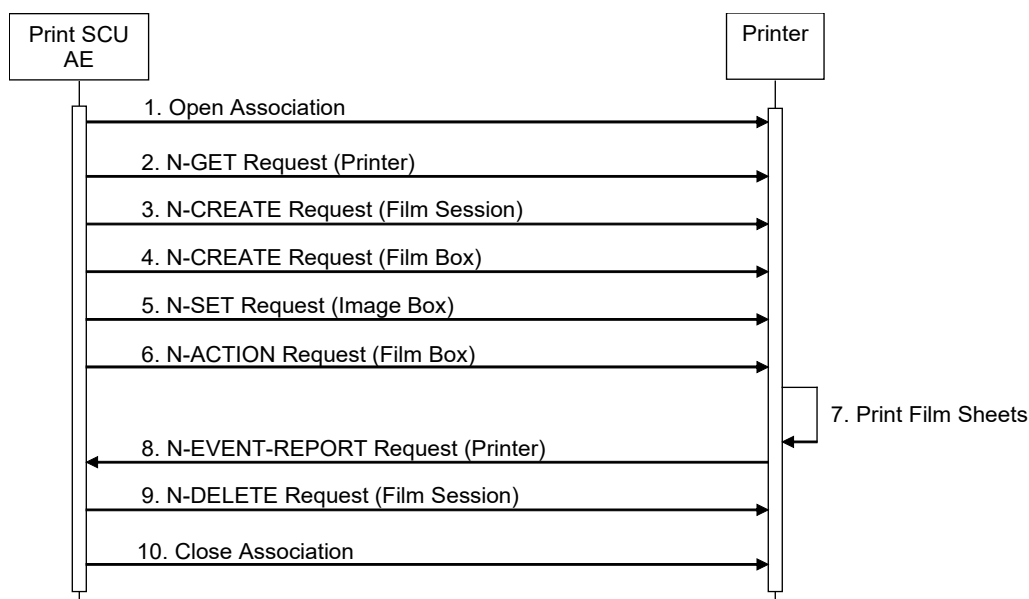 Print SCU
AE
Printer
1. Open Association
2. N-GET Request (Printer)
3. N-CREATE Request (Film Session)
4. N-CREATE Request (Film Box)
5. N-SET Request (Image Box)
6. N-ACTION Request (Film Box)
7. Print Film Sheets
8. N-EVENT-REPORT Request (Printer)
9. N-DELETE Request (Film Session)
10. Close Association